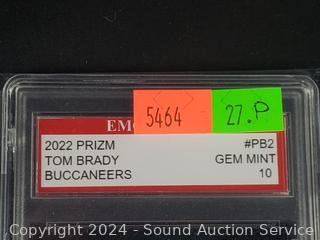 EMC
5464
27.P
2022 PRIZM #PB2
TOM BRADY GEM MINT
BUCCANEERS 10
Copyright 2024 - Sound Auction Service